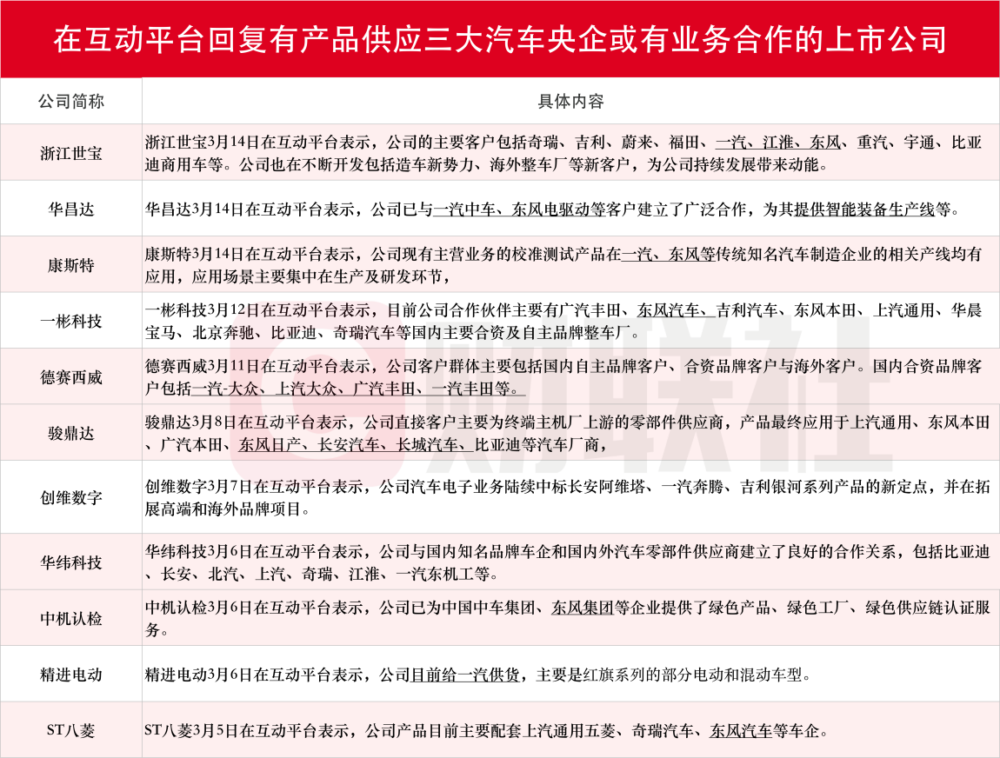 在互动平台回复有产品供应三大汽车央企或有业务合作的上市公司
公司简称
具体内容
浙江世宝
浙江世宝3月14日在互动平台表示，公司的主要客户包括奇瑞、吉利、蔚来、福田、一汽、江淮、东风、重汽、宇通、比亚
迪商用车等。公司也在不断开发包括造车新势力、海外整车厂等新客户，为公司持续发展带来动能。
华昌达
华昌达3月14日在互动平台表示，公司已与一汽中车、东风电驱动等客户建立了广泛合作，为其提供智能装备生产线等。
康斯特
康斯特3月14日在互动平台表示，公司现有主营业务的校准测试产品在一汽、东风等传统知名汽车制造企业的相关产线均有
应用，应用场景主要集中在生产及研发环节，
一彬科技
一彬科技3月12日在互动平台表示，目前公司合作伙伴主要有广汽丰田、东风汽车、吉利汽车、东风本田、上汽通用、华晨
宝马、北京奔驰、比亚迪、奇瑞汽车等国内主要合资及自主品牌整车厂。
德赛西威
德赛西威3月11日在互动平台表示，公司客户群体主要包括国内自主品牌客户、合资品牌客户与海外客户。国内合资品牌客
户包括一汽-大众、上汽大众、广汽丰田、一汽丰田等。
骏鼎达
骏鼎达3月8日在互动平台表示，公司直接客户主要为终端主机厂上游的零部件供应商，产品最终应用于上汽通用、东风本田
、广汽本田、东风日产、长安汽车、长城汽车、比亚迪等汽车厂商，
创维数字
创维数字3月7日在互动平台表示，公司汽车电子业务陆续中标长安阿维塔、一汽奔腾、吉利银河系列产品的新定点，并在拓
展高端和海外品牌项目。
华纬科技
华纬科技3月6日在互动平台表示，公司与国内知名品牌车企和国内外汽车零部件供应商建立了良好的合作关系，包括比亚迪
、长安、北汽、上汽、奇瑞、江淮、一汽东机工等。
中机认检
中机认检3月6日在互动平台表示，公司已为中国中车集团、东风集团等企业提供了绿色产品、绿色工厂、绿色供应链认证服
务。
精进电动
精进电动3月6日在互动平台表示，公司目前给一汽供货，主要是红旗系列的部分电动和混动车型。
ST八菱
ST八菱3月5日在互动平台表示，公司产品目前主要配套上汽通用五菱、奇瑞汽车、东风汽车等车企。
财联社